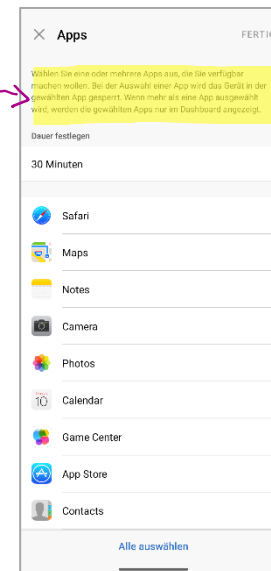 Apps
FERTIG
Wählen Sie eine oder mehrere Apps aus, die Sie verfügbar
machen wollen. Bei der Auswahl einer App wird das Gerät in der
gewählten App gesperrt. Wenn mehr als eine App ausgewählt
wird, werden die gewählten Apps nur im Dashboard angezeigt.
Dauer festlegen
30 Minuten
Safari
Maps
Notes
Camera
Photos
Calendar
Game Center
App Store
Contacts
Alle auswählen